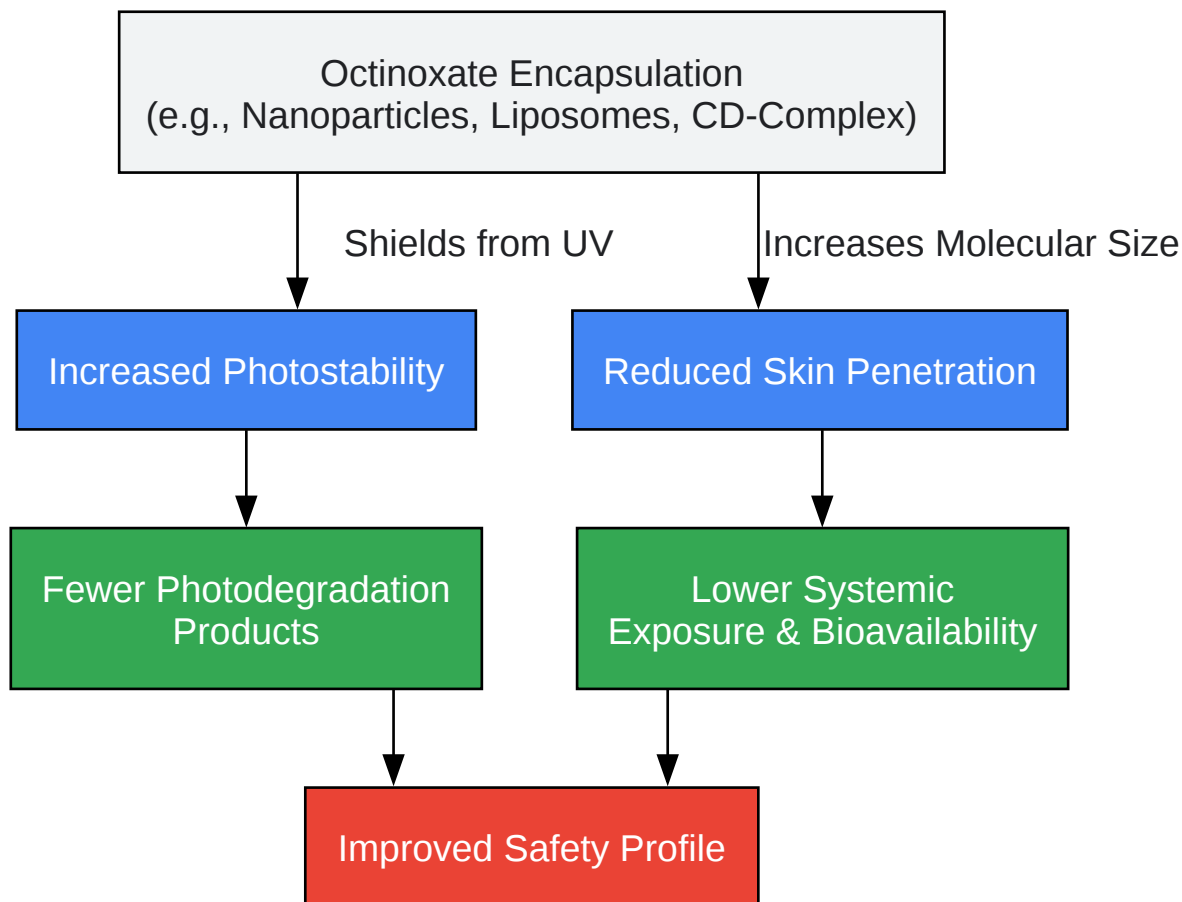 Octinoxate Encapsulation
(e.g., Nanoparticles, Liposomes, CD-Complex)
Shields from UV
Increases Molecular Size
Increased Photostability
Reduced Skin Penetration
Fewer Photodegradation
Products
Lower Systemic
Exposure & Bioavailability
Improved Safety Profile